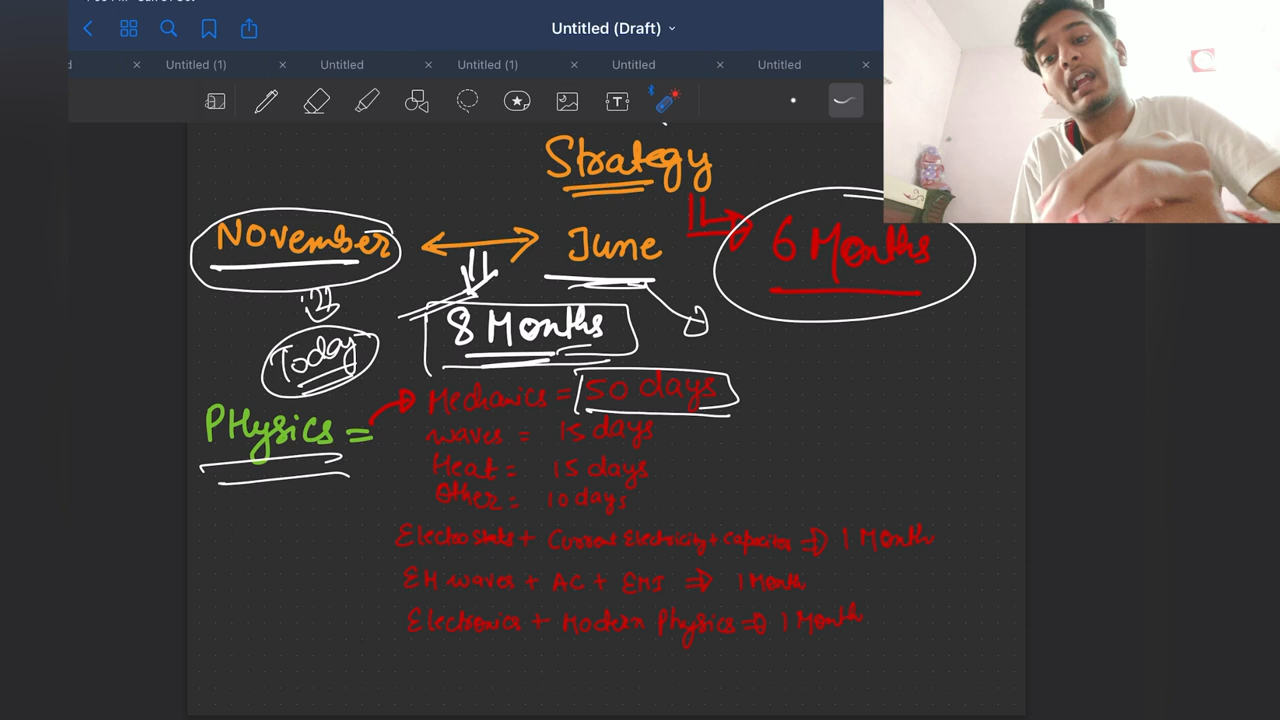 Untitled (Draft)
Untitled (1)
Untitled
Untitled (1)
Untitled
Untitled
Strategy
November
June
6 Months
8 Months
Today
PHysics =
Mechanics = 50 days
waves = 15 days
Heat = 15 days
Other = 10 days
Electrostats + Current Electricity + Capacitor ⇒ 1 Month
EM waves + AC + EMI ⇒ 1 Month
Electronics + Modern Physics ⇒ 1 Month